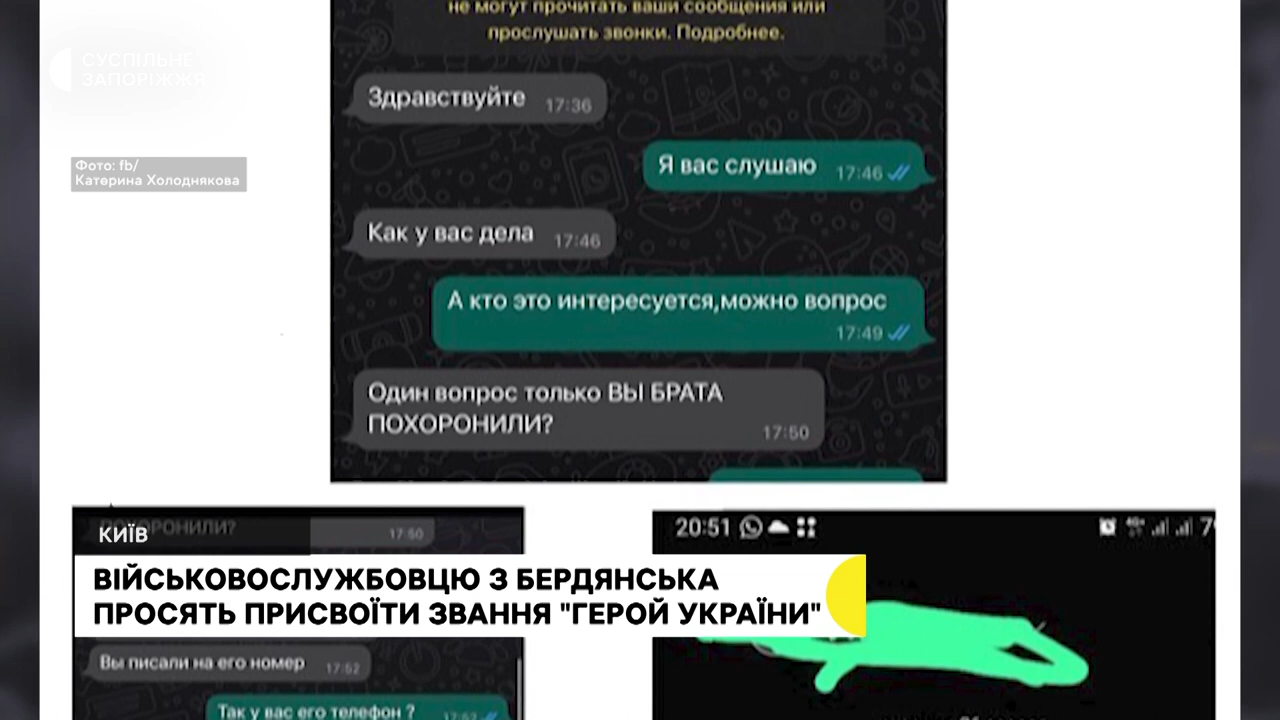 не могут прочитать ваши сообщения или
прослушать звонки. Подробнее.
СУСПІЛЬНЕ
ЗАПОРІЖЖЯ
Здравствуйте 17:36
Фото: fb/
Катерина Холоднякова
Я вас слушаю 17:46
Как у вас дела 17:46
А кто это интересуется,можно вопрос
17:49
Один вопрос только ВЫ БРАТА
ПОХОРОНИЛИ?
17:50
ПОХОРОНИЛИ? 17:50
КИЇВ
20:51
ВІЙСЬКОВОСЛУЖБОВЦЮ З БЕРДЯНСЬКА
ПРОСЯТЬ ПРИСВОЇТИ ЗВАННЯ "ГЕРОЙ УКРАЇНИ"
Вы писали на его номер 17:52
Так у вас его телефон ? 17:52